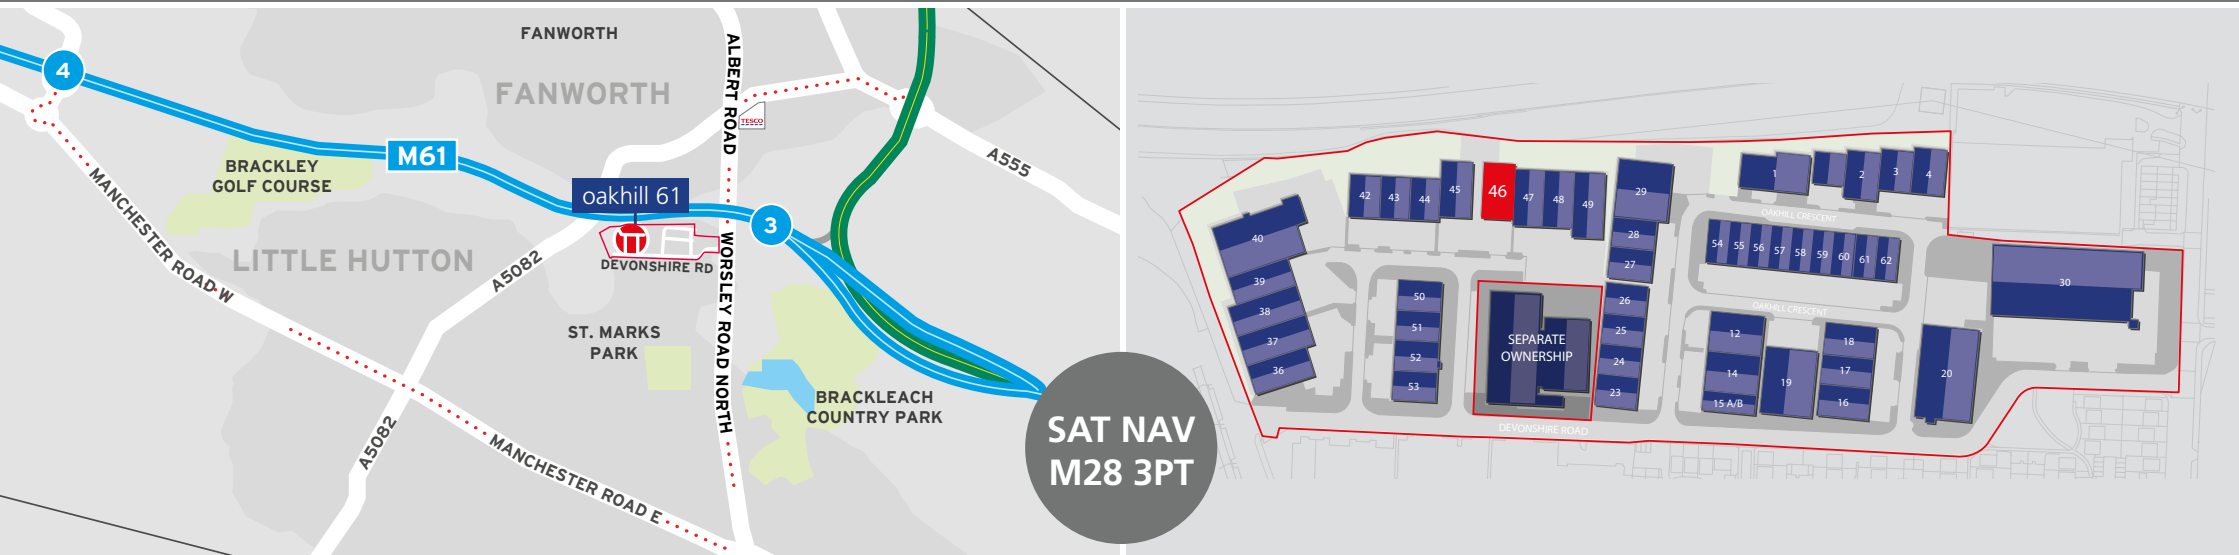 FANWORTH
FANWORTH
4
M61
BRACKLEY
GOLF COURSE
ALBERT ROAD
TESCO
A555
oakhill 61
3
DEVONSHIRE RD
LITTLE HUTTON
MANCHESTER ROAD W
A5082
WORSLEY ROAD NORTH
ST. MARKS
PARK
BRACKLEACH
COUNTRY PARK
A5082
MANCHESTER ROAD E
SAT NAV
M28 3PT
42
43
44
45
46
47
48
49
29
28
27
26
25
24
23
1
2
3
4
OAKHILL CRESCENT
54
55
56
57
58
59
60
61
62
OAKHILL CRESCENT
30
40
39
38
37
36
50
51
52
53
SEPARATE
OWNERSHIP
12
14
15 A/B
19
18
17
16
20
DEVONSHIRE ROAD